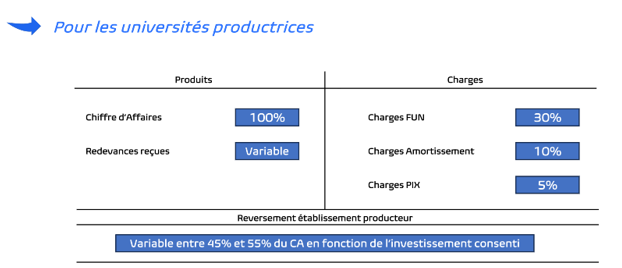 Pour les universités productrices
Produits Charges
Chiffre d'Affaires 100% Charges FUN 30%
Redevances reçues Variable Charges Amortissement 10%
Charges PIX 5%
Reversement établissement producteur
Variable entre 45% et 55% du CA en fonction de l'investissement consenti